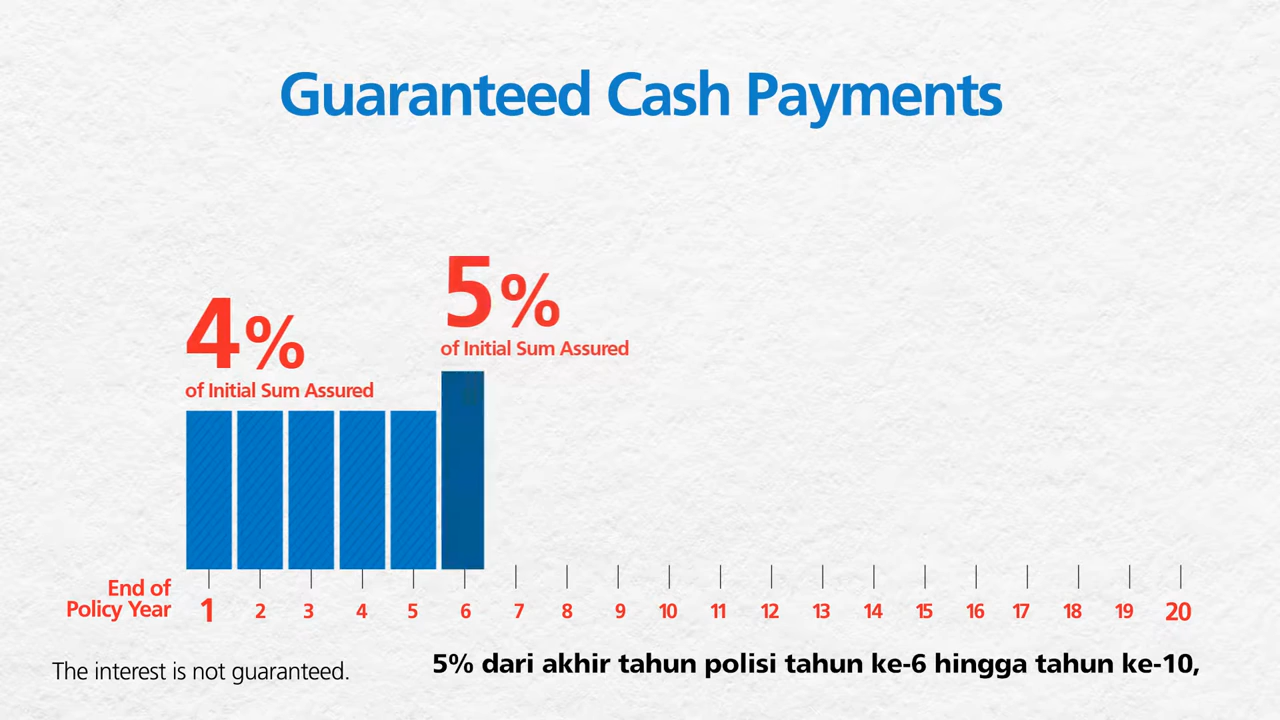 Guaranteed Cash Payments
5%
of Initial Sum Assured
4%
of Initial Sum Assured
End of
Policy Year
1 2 3 4 5 6 7 8 9 10 11 12 13 14 15 16 17 18 19 20
The interest is not guaranteed.
5% dari akhir tahun polisi tahun ke-6 hingga tahun ke-10,